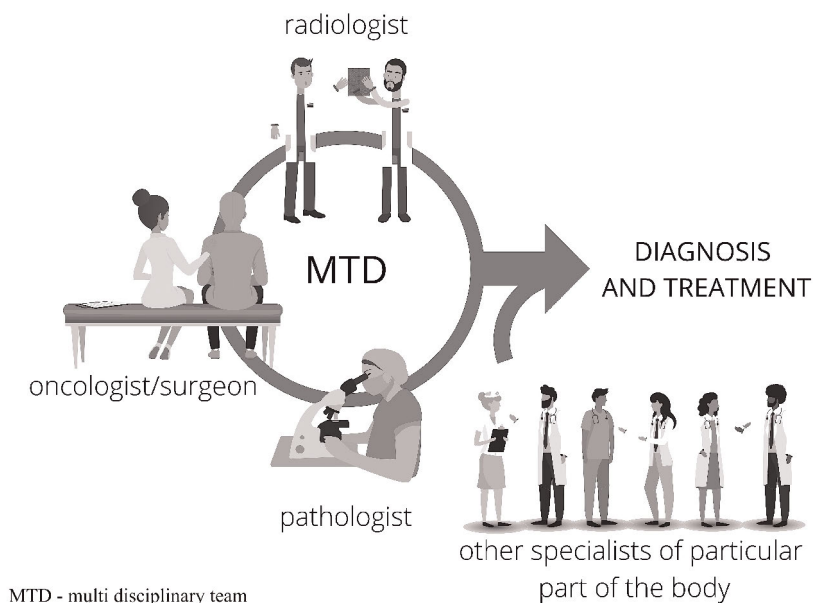 radiologist
MTD
DIAGNOSIS
AND TREATMENT
oncologist/surgeon
pathologist
other specialists of particular
part of the body
MTD - multi disciplinary team